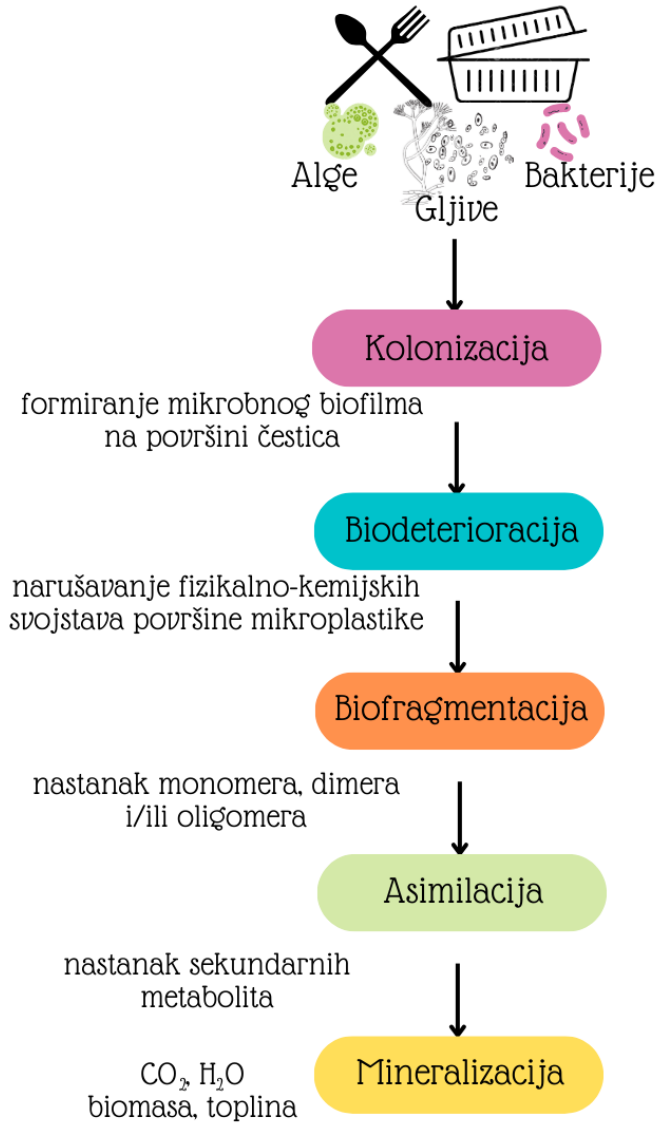 Alge
Gljive
Bakterije
Kolonizacija
formiranje mikrobnog biofilma
na površini čestica
Biodeterioracija
narušavanje fizikalno-kemijskih
svojstava površine mikroplastike
Biofragmentacija
nastanak monomera, dimera
i/ili oligomera
Asimilacija
nastanak sekundarnih
metabolita
Mineralizacija
CO₂, H₂O
biomasa, toplina